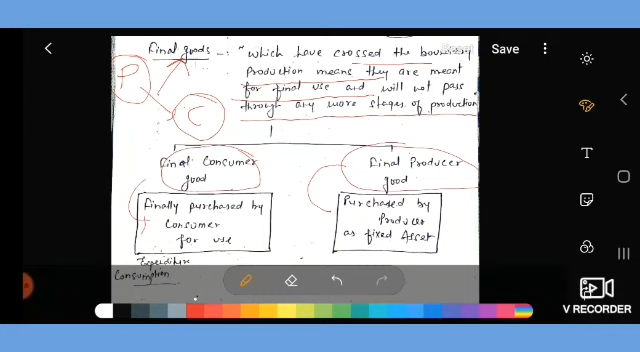 Save
Final goods -: "which have crossed the boundary
Production means they are meant
for final use and will not pass
through any more stages of production
P
C
Final Consumer
good
Final Producer
good
Finally purchased by
Consumer
for use
Purchased by
Producer
as fixed Asset
Expenditure
Consumption
T
V RECORDER